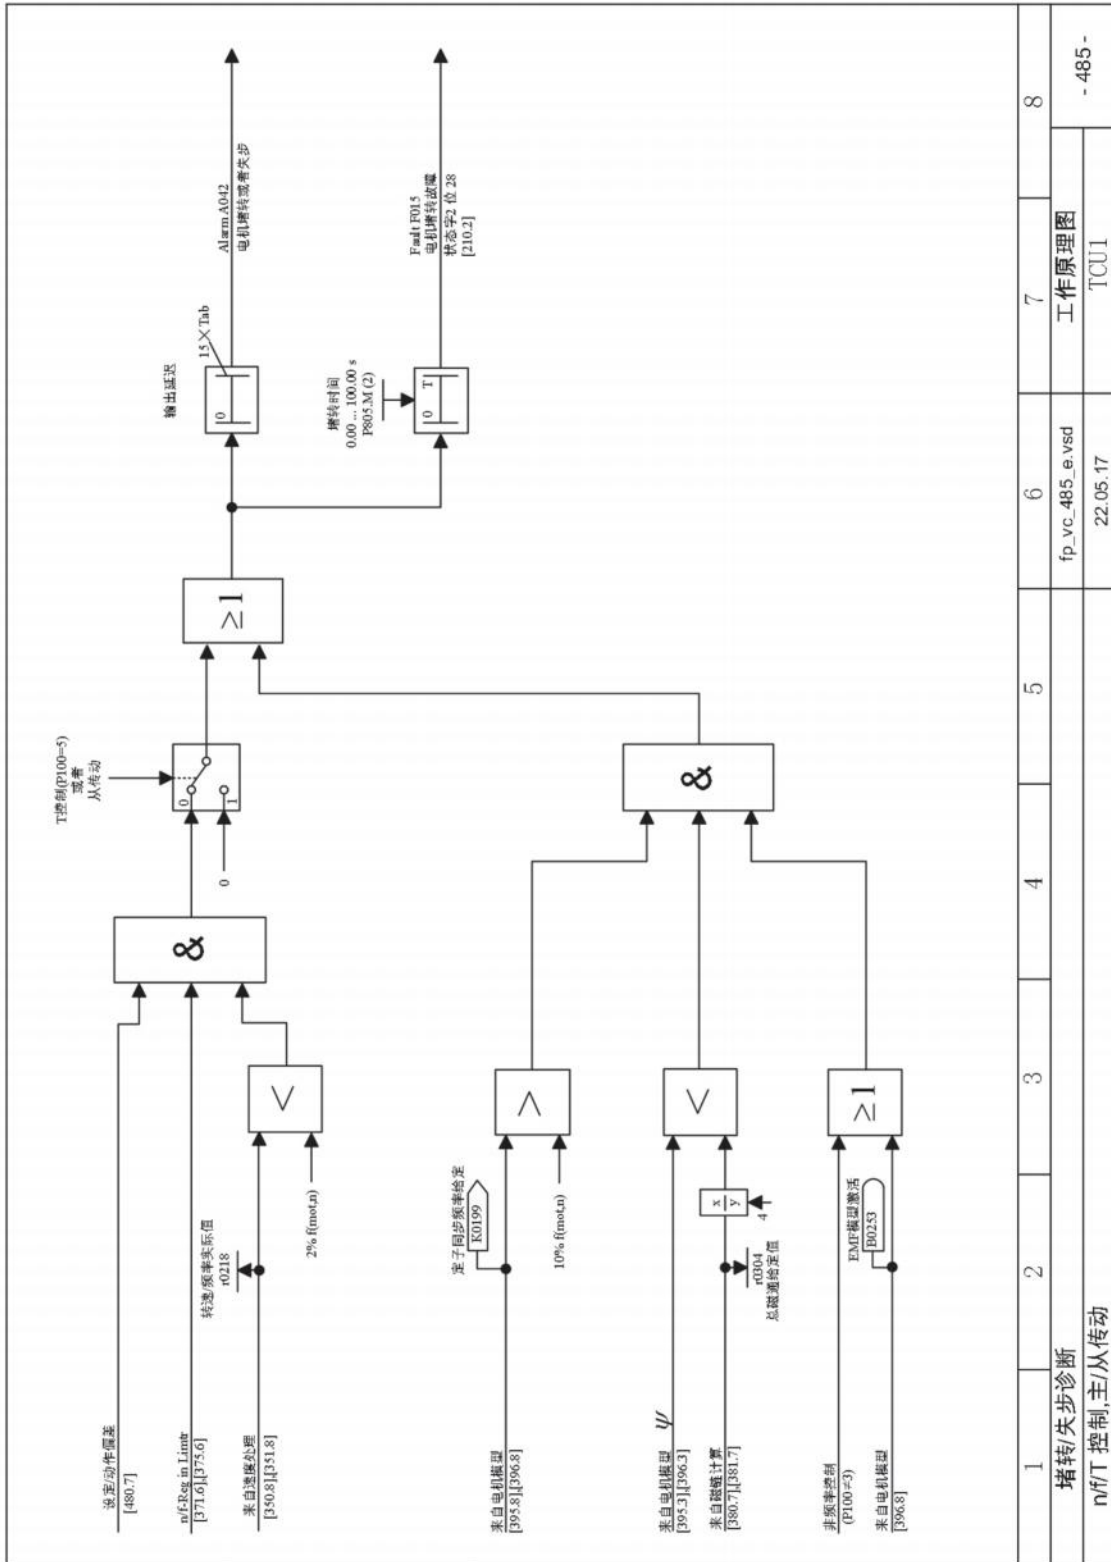 设定/动作偏差
[480.7]
n/f-Reg in Limtr
[371.6],[375.6]
来自速度处理
[350.8],[351.8]
转速/频率实际值
r0218
2% f(mot,n)
<
&
T控制(P100=5)
或者
从传动
0
1
0
≥1
输出延迟
15×Tab
0
Alarm A042
电机堵转或者失步
堵转时间
0.00 ... 100.00 s
P805.M (2)
0 T
Fault F015
电机堵转故障
状态字2 位 28
[210.2]
来自电机模型
[395.8],[396.8]
定子同步频率给定
K0199
10% f(mot,n)
>
来自电机模型
[395.3],[396.3]
Ψ
来自磁链计算
[380.7],[381.7]
r0304
总磁通给定值
x
y
4
<
&
非频率控制
(P100≠3)
来自电机模型
[396.8]
EMF模型激活
B0253
≥1
1 2 3 4 5 6 7 8
堵转/失步诊断
n/f/T 控制,主/从传动
fp_vc_485_e.vsd
22.05.17
工作原理图
TCU1
- 485 -